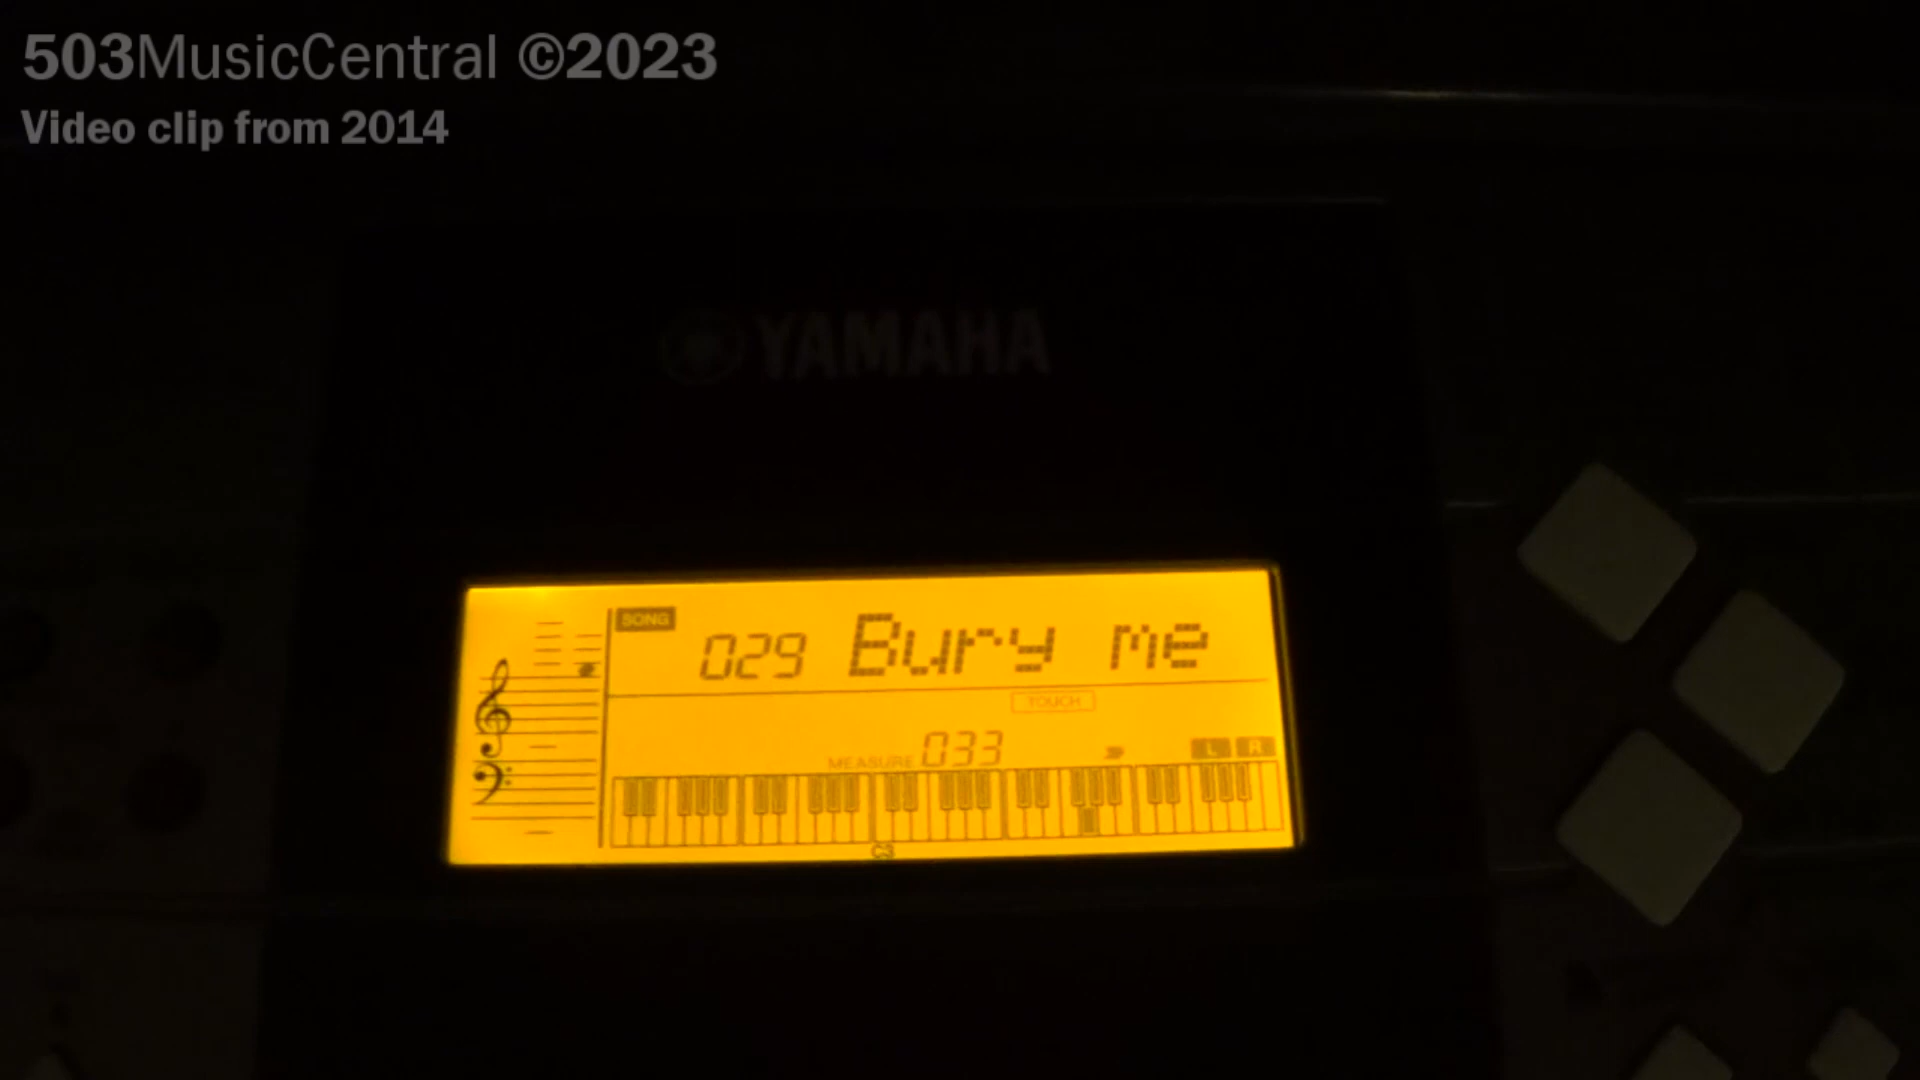 503MusicCentral ©2023
Video clip from 2014
YAMAHA
SONG
029 Bury me
TOUCH
MEASURE 033
L R
C3